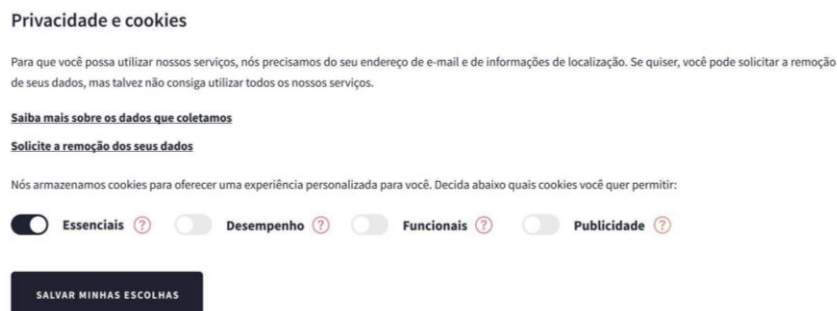 Privacidade e cookies
Para que você possa utilizar nossos serviços, nós precisamos do seu endereço de e-mail e de informações de localização. Se quiser, você pode solicitar a remoção
de seus dados, mas talvez não consiga utilizar todos os nossos serviços.
Saiba mais sobre os dados que coletamos
Solicite a remoção dos seus dados
Nós armazenamos cookies para oferecer uma experiência personalizada para você. Decida abaixo quais cookies você quer permitir:
Essenciais ? Desempenho ? Funcionais ? Publicidade ?
SALVAR MINHAS ESCOLHAS